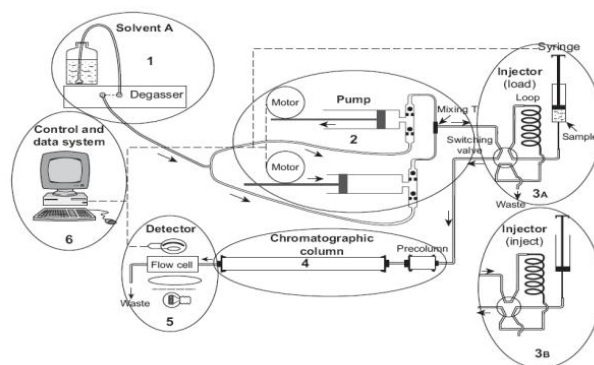 Solvent A
1
Degasser
Control and
data system
6
Motor
Pump
2
Motor
Mixing T
Switching
valve
Syringe
Injector
(load)
Loop
Sample
Waste
3A
Detector
Flow cell
Waste
5
Chromatographic
column
4
Precolumn
Injector
(inject)
3B